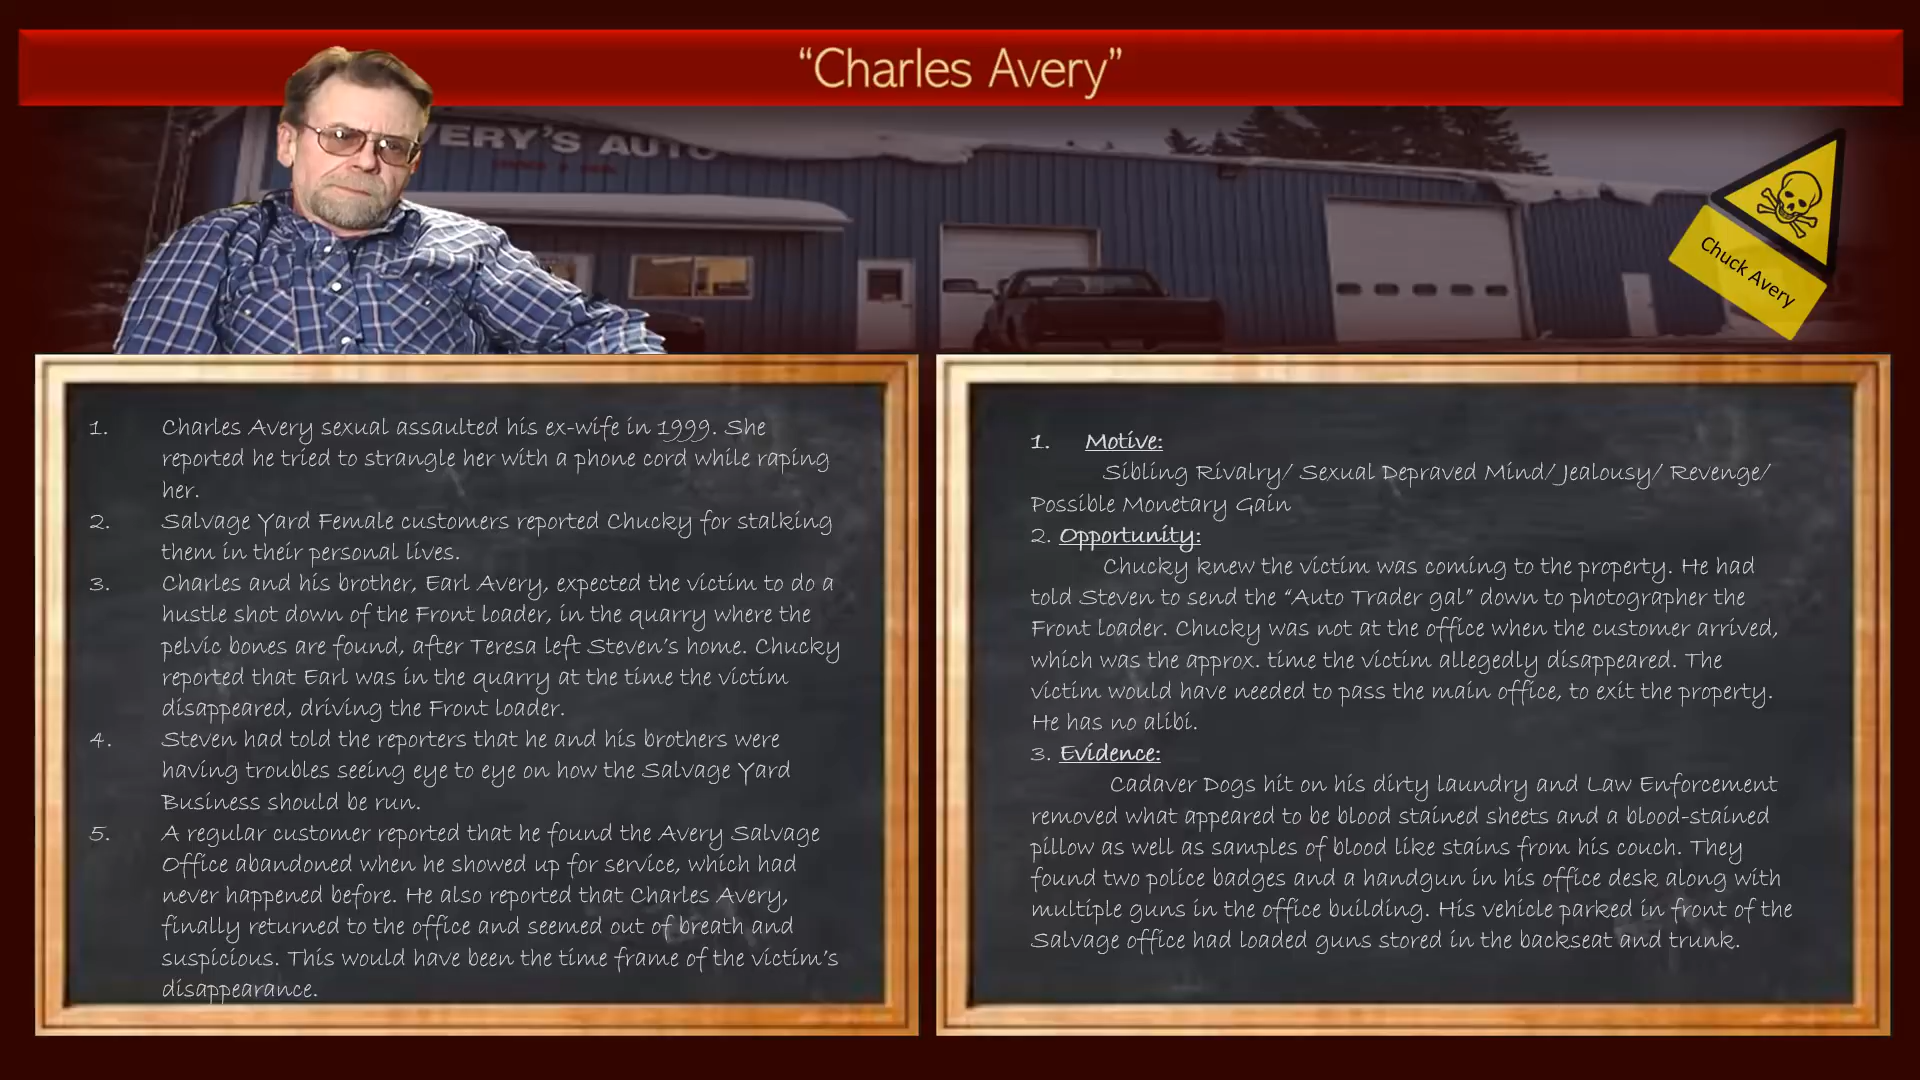 “Charles Avery”
VERY'S AUTO
Chuck Avery
1. Charles Avery sexual assaulted his ex-wife in 1999. She
reported he tried to strangle her with a phone cord while raping
her.
2. Salvage Yard Female customers reported Chucky for stalking
them in their personal lives.
3. Charles and his brother, Earl Avery, expected the victim to do a
hustle shot down of the Front loader, in the quarry where the
pelvic bones are found, after Teresa left Steven's home. Chucky
reported that Earl was in the quarry at the time the victim
disappeared, driving the Front loader.
4. Steven had told the reporters that he and his brothers were
having troubles seeing eye to eye on how the Salvage Yard
Business should be run.
5. A regular customer reported that he found the Avery Salvage
Office abandoned when he showed up for service, which had
never happened before. He also reported that Charles Avery,
finally returned to the office and seemed out of breath and
suspicious. This would have been the time frame of the victim's
disappearance.
1. Motive:
Sibling Rivalry/ Sexual Depraved Mind/ Jealousy/ Revenge/
Possible Monetary Gain
2. Opportunity:
Chucky knew the victim was coming to the property. He had
told Steven to send the “Auto Trader gal” down to photographer the
Front loader. Chucky was not at the office when the customer arrived,
which was the approx. time the victim allegedly disappeared. The
victim would have needed to pass the main office, to exit the property.
He has no alibi.
3. Evidence:
Cadaver Dogs hit on his dirty laundry and Law Enforcement
removed what appeared to be blood stained sheets and a blood-stained
pillow as well as samples of blood like stains from his couch. They
found two police badges and a handgun in his office desk along with
multiple guns in the office building. His vehicle parked in front of the
Salvage office had loaded guns stored in the backseat and trunk.